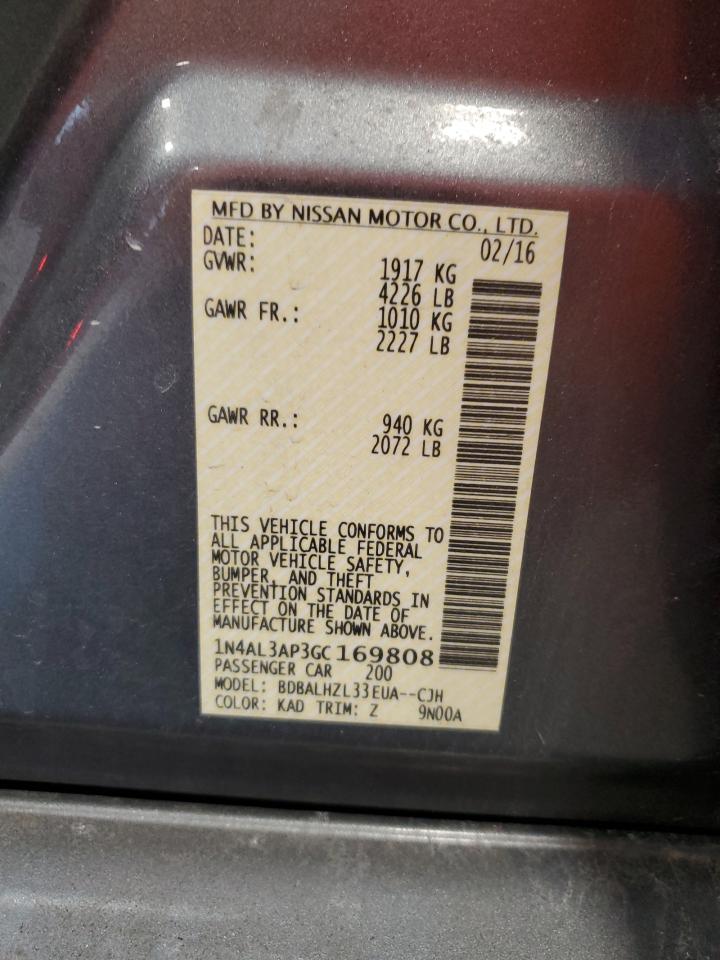 MFD BY NISSAN MOTOR CO., LTD.
DATE: 02/16
GVWR: 1917 KG
4226 LB
GAWR FR.: 1010 KG
2227 LB
GAWR RR.: 940 KG
2072 LB
THIS VEHICLE CONFORMS TO
ALL APPLICABLE FEDERAL
MOTOR VEHICLE SAFETY,
BUMPER, AND THEFT
PREVENTION STANDARDS IN
EFFECT ON THE DATE OF
MANUFACTURE SHOWN ABOVE.
1N4AL3AP3GC169808
PASSENGER CAR 200
MODEL: BDBALHZL33EUA--CJH
COLOR: KAD TRIM: Z 9N00A